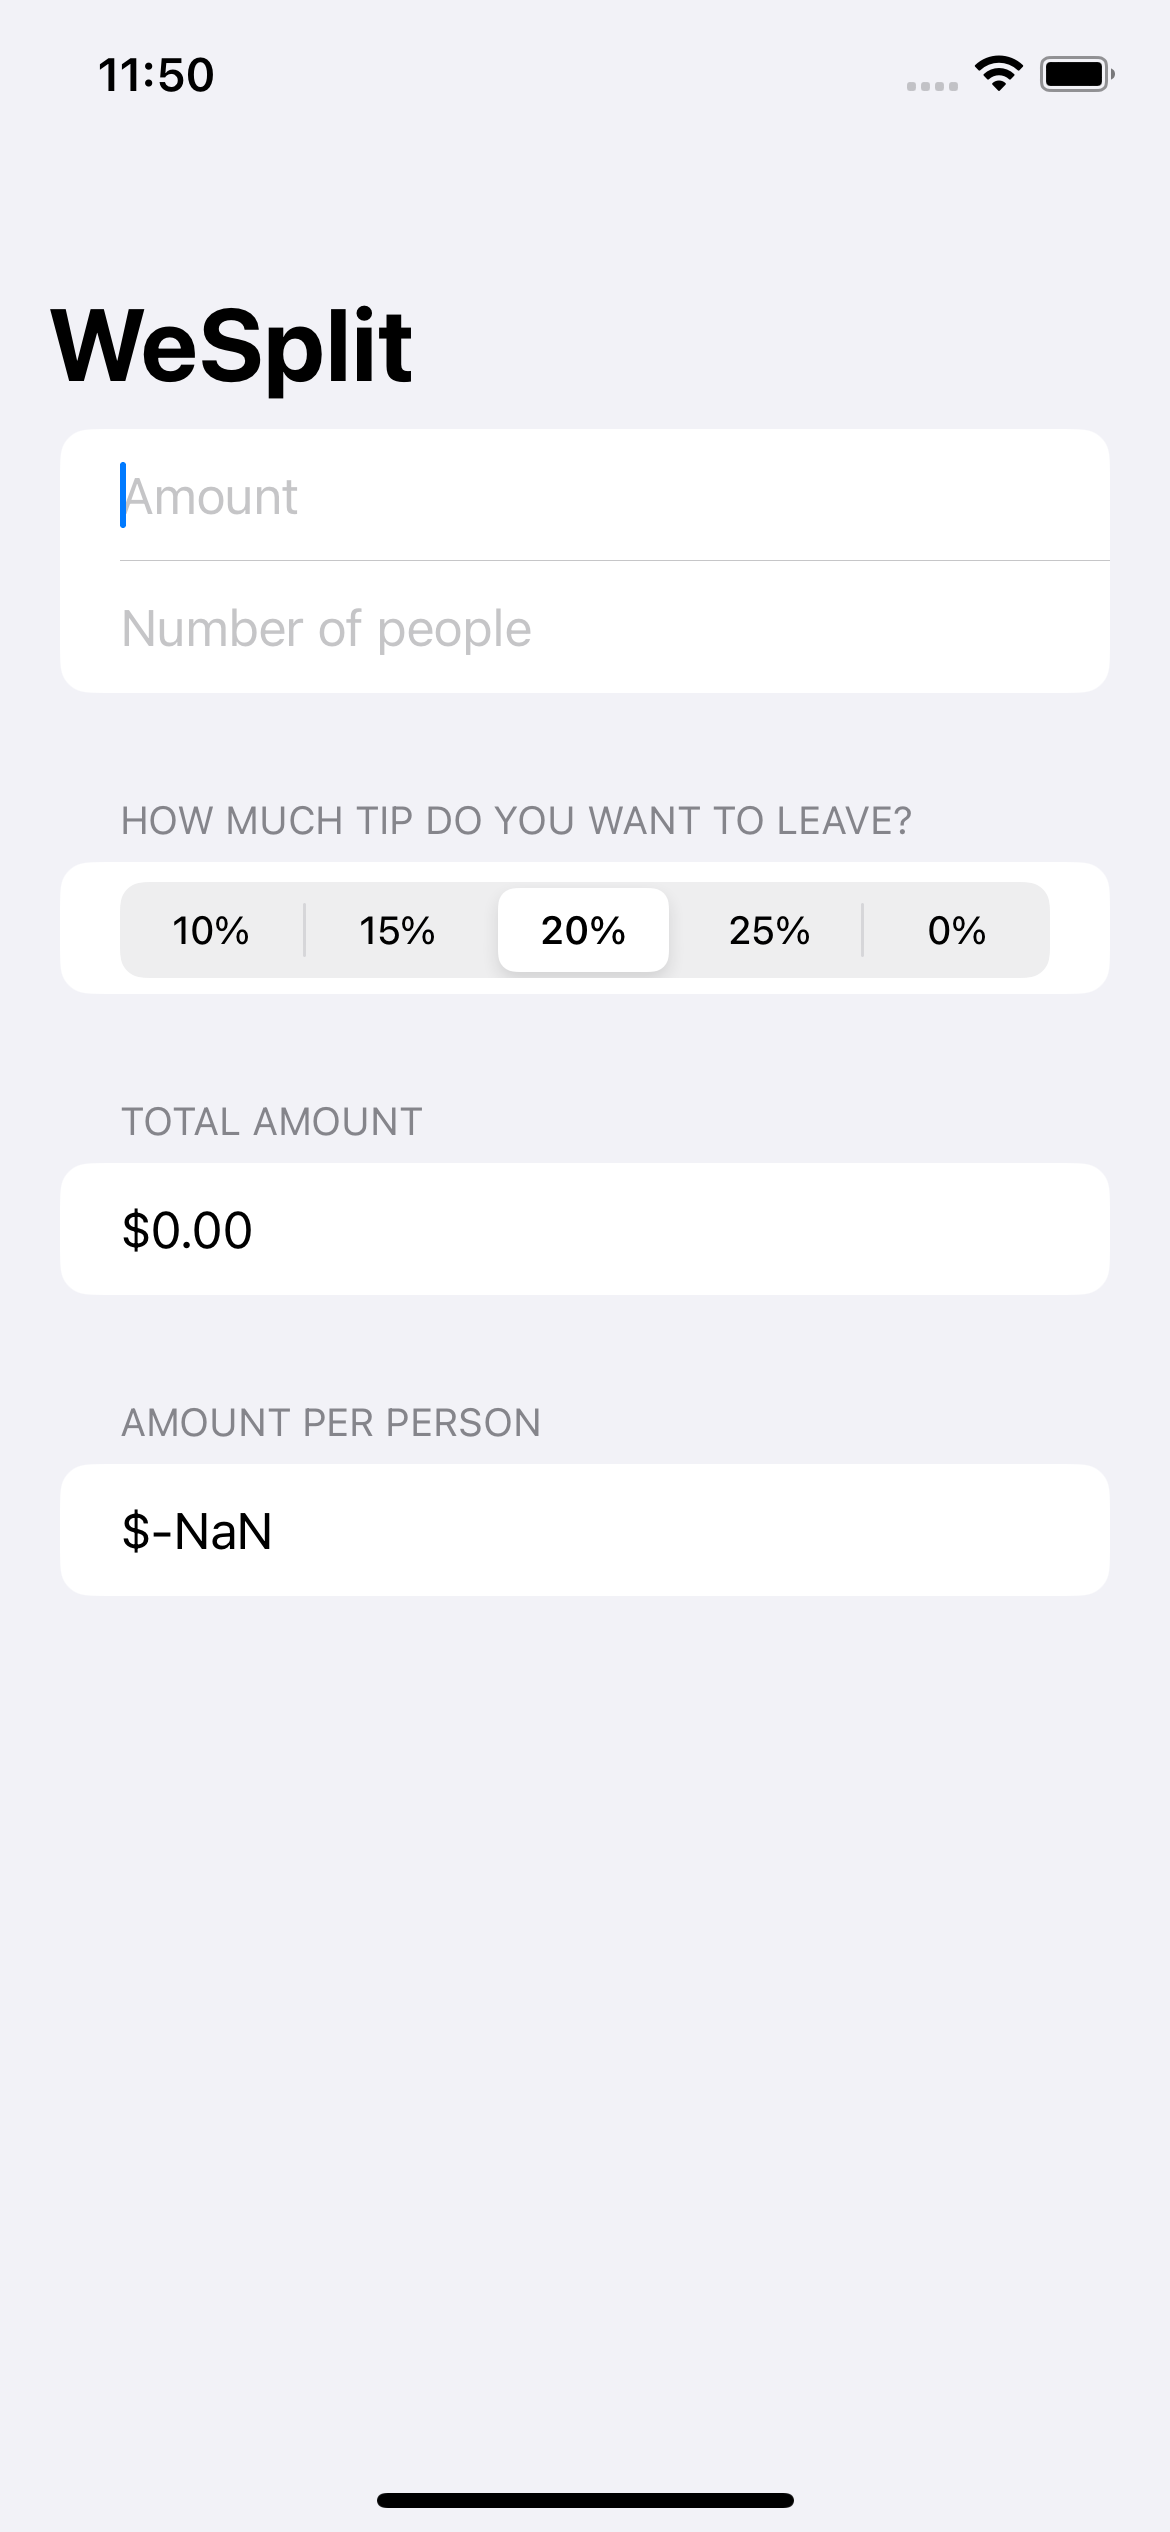 11:50
WeSplit
Amount
Number of people
HOW MUCH TIP DO YOU WANT TO LEAVE?
10% 15% 20% 25% 0%
TOTAL AMOUNT
$0.00
AMOUNT PER PERSON
$-NaN